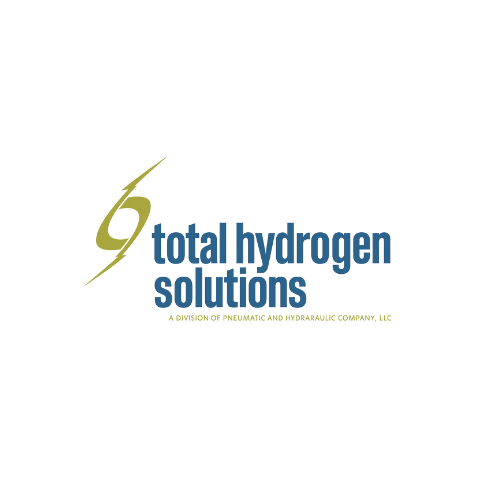 total hydrogen
solutions
A DIVISION OF PNEUMATIC AND HYDRARAULIC COMPANY, LLC